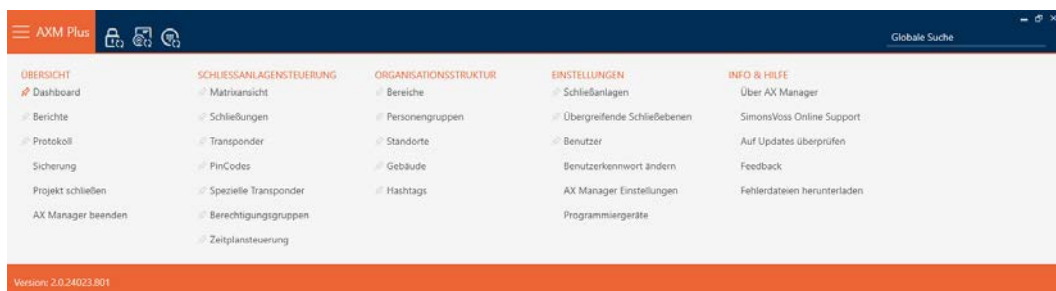 AXM Plus
Globale Suche
ÜBERSICHT
Dashboard
Berichte
Protokoll
Sicherung
Projekt schließen
AX Manager beenden
SCHLIESSANLAGENSTEUERUNG
Matrixansicht
Schließungen
Transponder
PinCodes
Spezielle Transponder
Berechtigungsgruppen
Zeitplansteuerung
ORGANISATIONSSTRUKTUR
Bereiche
Personengruppen
Standorte
Gebäude
Hashtags
EINSTELLUNGEN
Schließanlagen
Übergreifende Schließebenen
Benutzer
Benutzerkennwort ändern
AX Manager Einstellungen
Programmiergeräte
INFO & HILFE
Über AX Manager
SimonsVoss Online Support
Auf Updates überprüfen
Feedback
Fehlerdateien herunterladen
Version: 2.0.24023.801